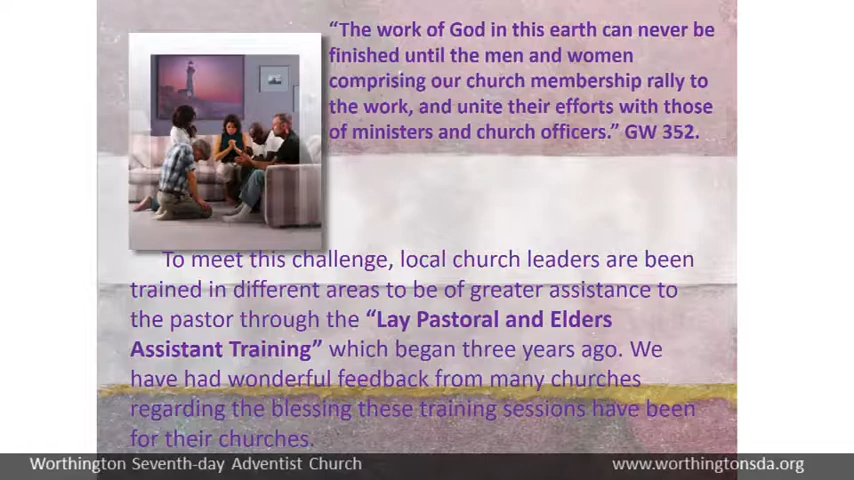 “The work of God in this earth can never be
finished until the men and women
comprising our church membership rally to
the work, and unite their efforts with those
of ministers and church officers.” GW 352.
To meet this challenge, local church leaders are been
trained in different areas to be of greater assistance to
the pastor through the “Lay Pastoral and Elders
Assistant Training” which began three years ago. We
have had wonderful feedback from many churches
regarding the blessing these training sessions have been
for their churches.
Worthington Seventh-day Adventist Church
www.worthingtonsda.org